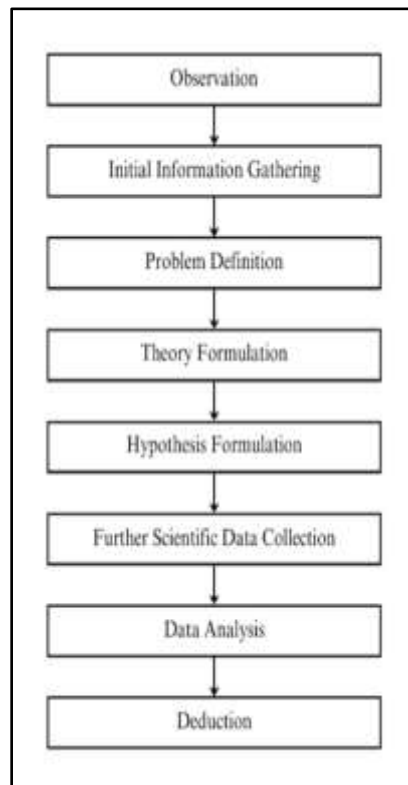 Observation
Initial Information Gathering
Problem Definition
Theory Formulation
Hypothesis Formulation
Further Scientific Data Collection
Data Analysis
Deduction